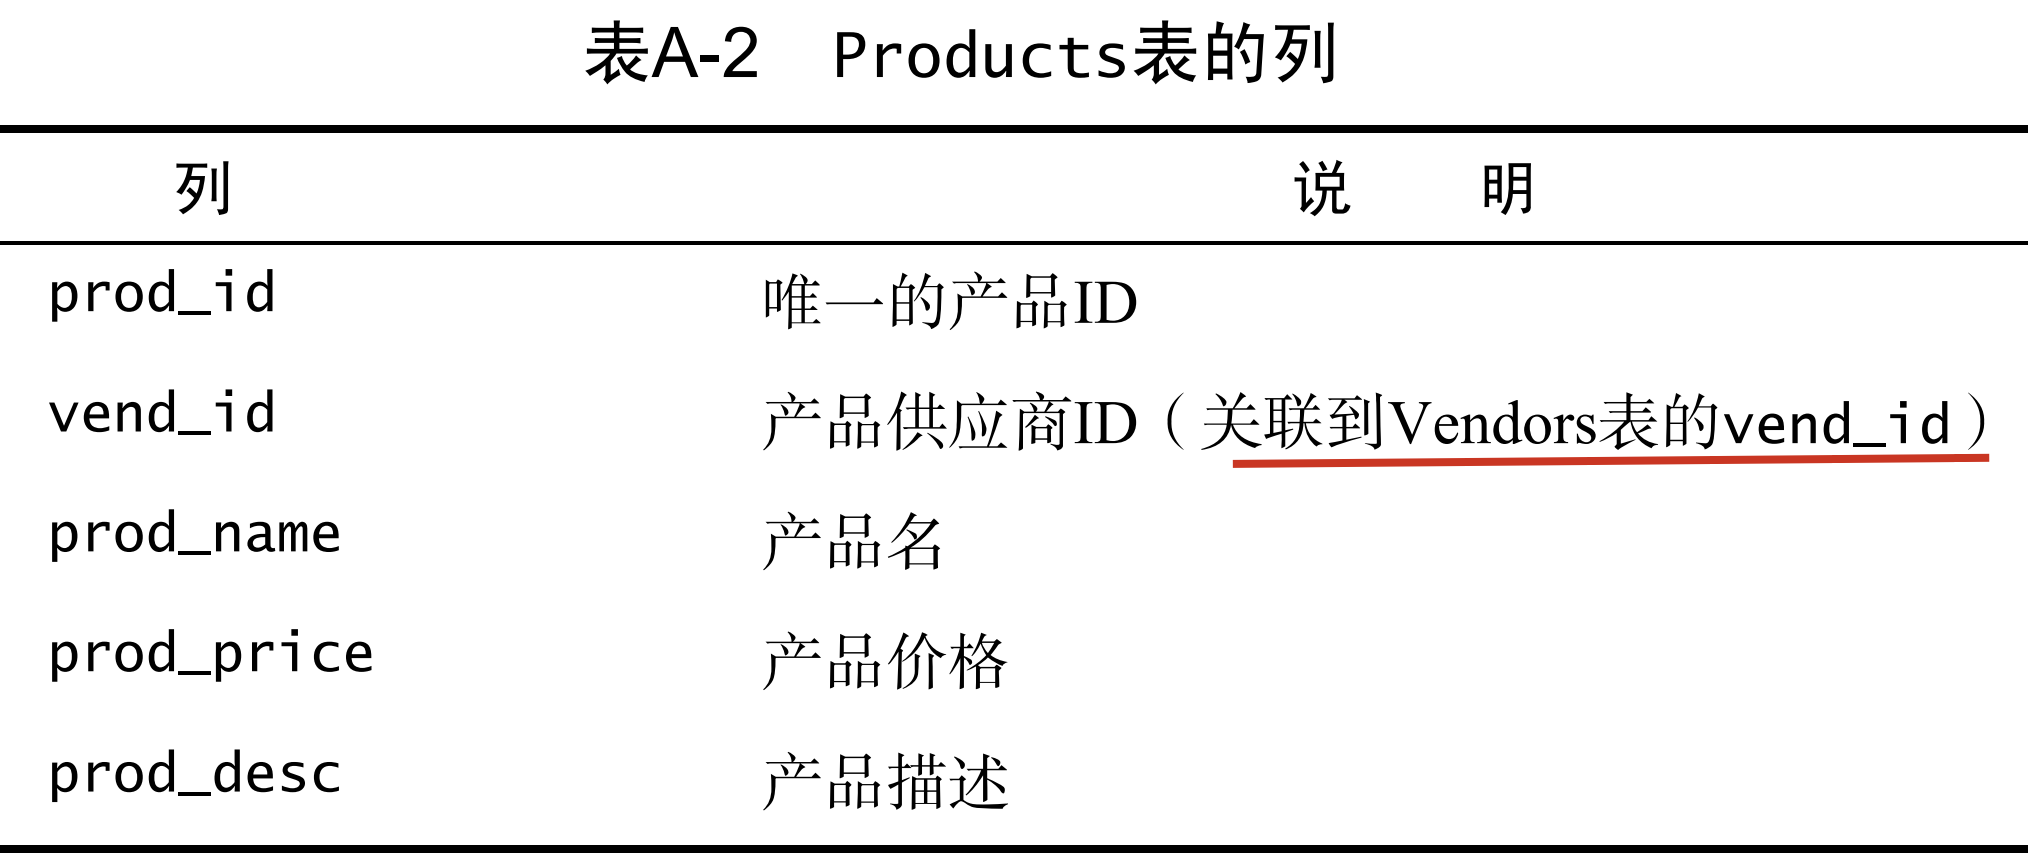 表A-2 Products表的列
列 说 明
prod_id 唯一的产品ID
vend_id 产品供应商ID（关联到Vendors表的vend_id）
prod_name 产品名
prod_price 产品价格
prod_desc 产品描述